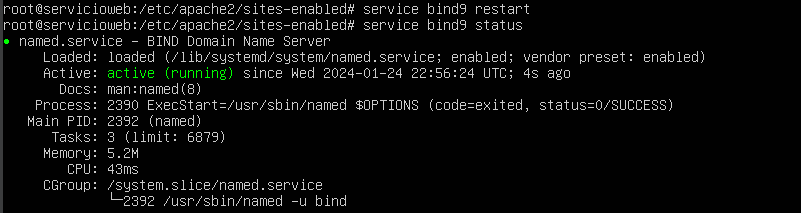 root@servicioweb:/etc/apache2/sites-enabled# service bind9 restart
root@servicioweb:/etc/apache2/sites-enabled# service bind9 status
● named.service - BIND Domain Name Server
Loaded: loaded (/lib/systemd/system/named.service; enabled; vendor preset: enabled)
Active: active (running) since Wed 2024-01-24 22:56:24 UTC; 4s ago
Docs: man:named(8)
Process: 2390 ExecStart=/usr/sbin/named $OPTIONS (code=exited, status=0/SUCCESS)
Main PID: 2392 (named)
Tasks: 3 (limit: 6879)
Memory: 5.2M
CPU: 43ms
CGroup: /system.slice/named.service
└─2392 /usr/sbin/named -u bind